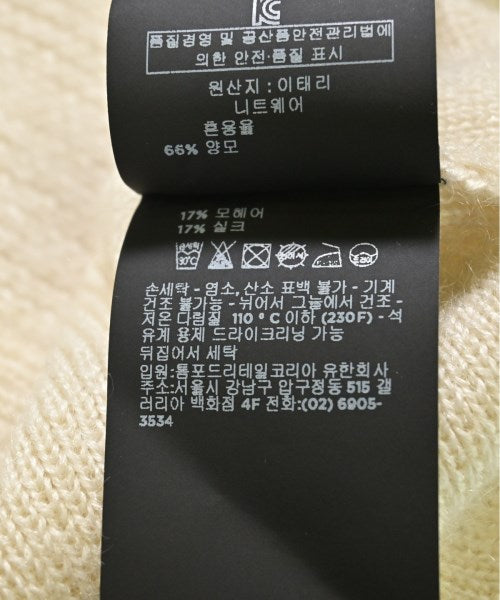 품질경영 및 공산품안전관리법에
의한 안전·품질 표시
원산지 : 이태리
니트웨어
흔용율
66% 양모
17% 모헤어
17% 실크
손세탁 - 염소, 산소 표백 불가 - 기계
건조 불가능 - 뉘어서 그늘에서 건조 -
저온 다림질 110 ° C 이하 (230F) - 석
유계 용제 드라이크리닝 가능
뒤집어서 세탁
입원:톰포드리테일코리아 유한회사
주소:서울시 강남구 압구정동 515 갤
러리아 백화점 4F 전화:(02) 6905-
3534